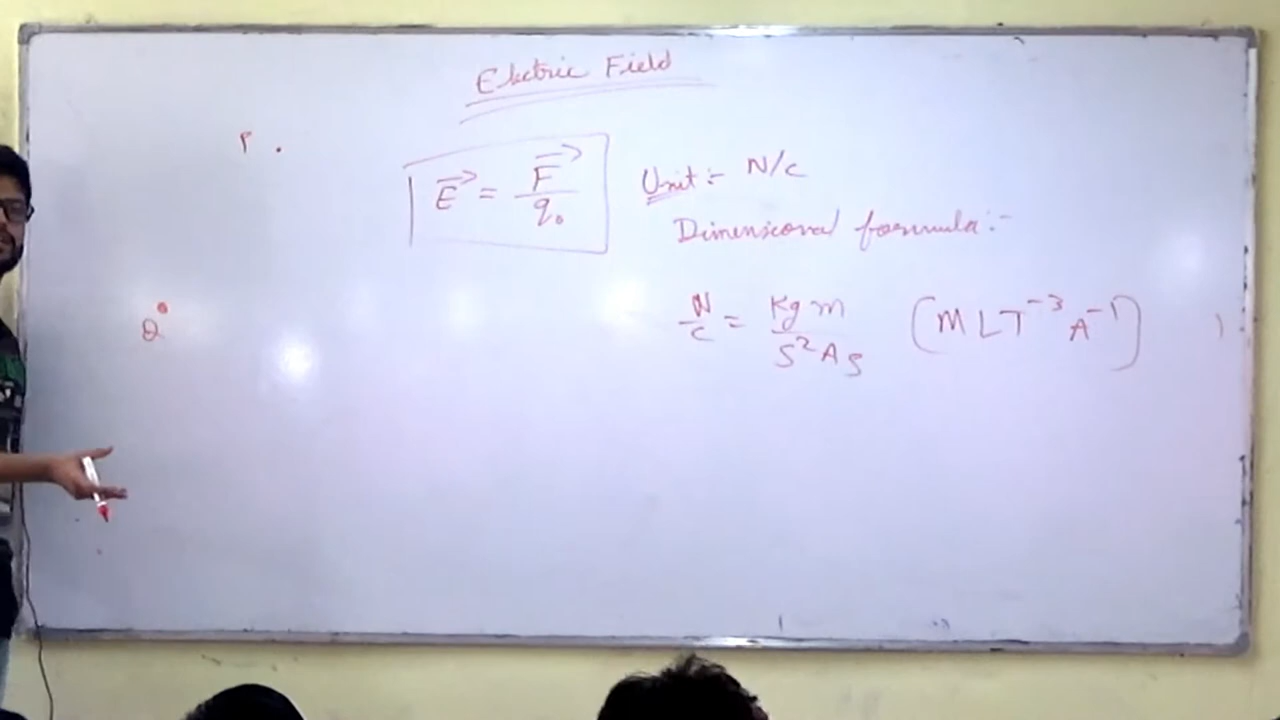 Electric Field
P .
E⃗ = F⃗ / q₀
Unit :- N/C
Dimensional formula :-
N/C = Kg m / S² A S (M L T⁻³ A⁻¹)
Q